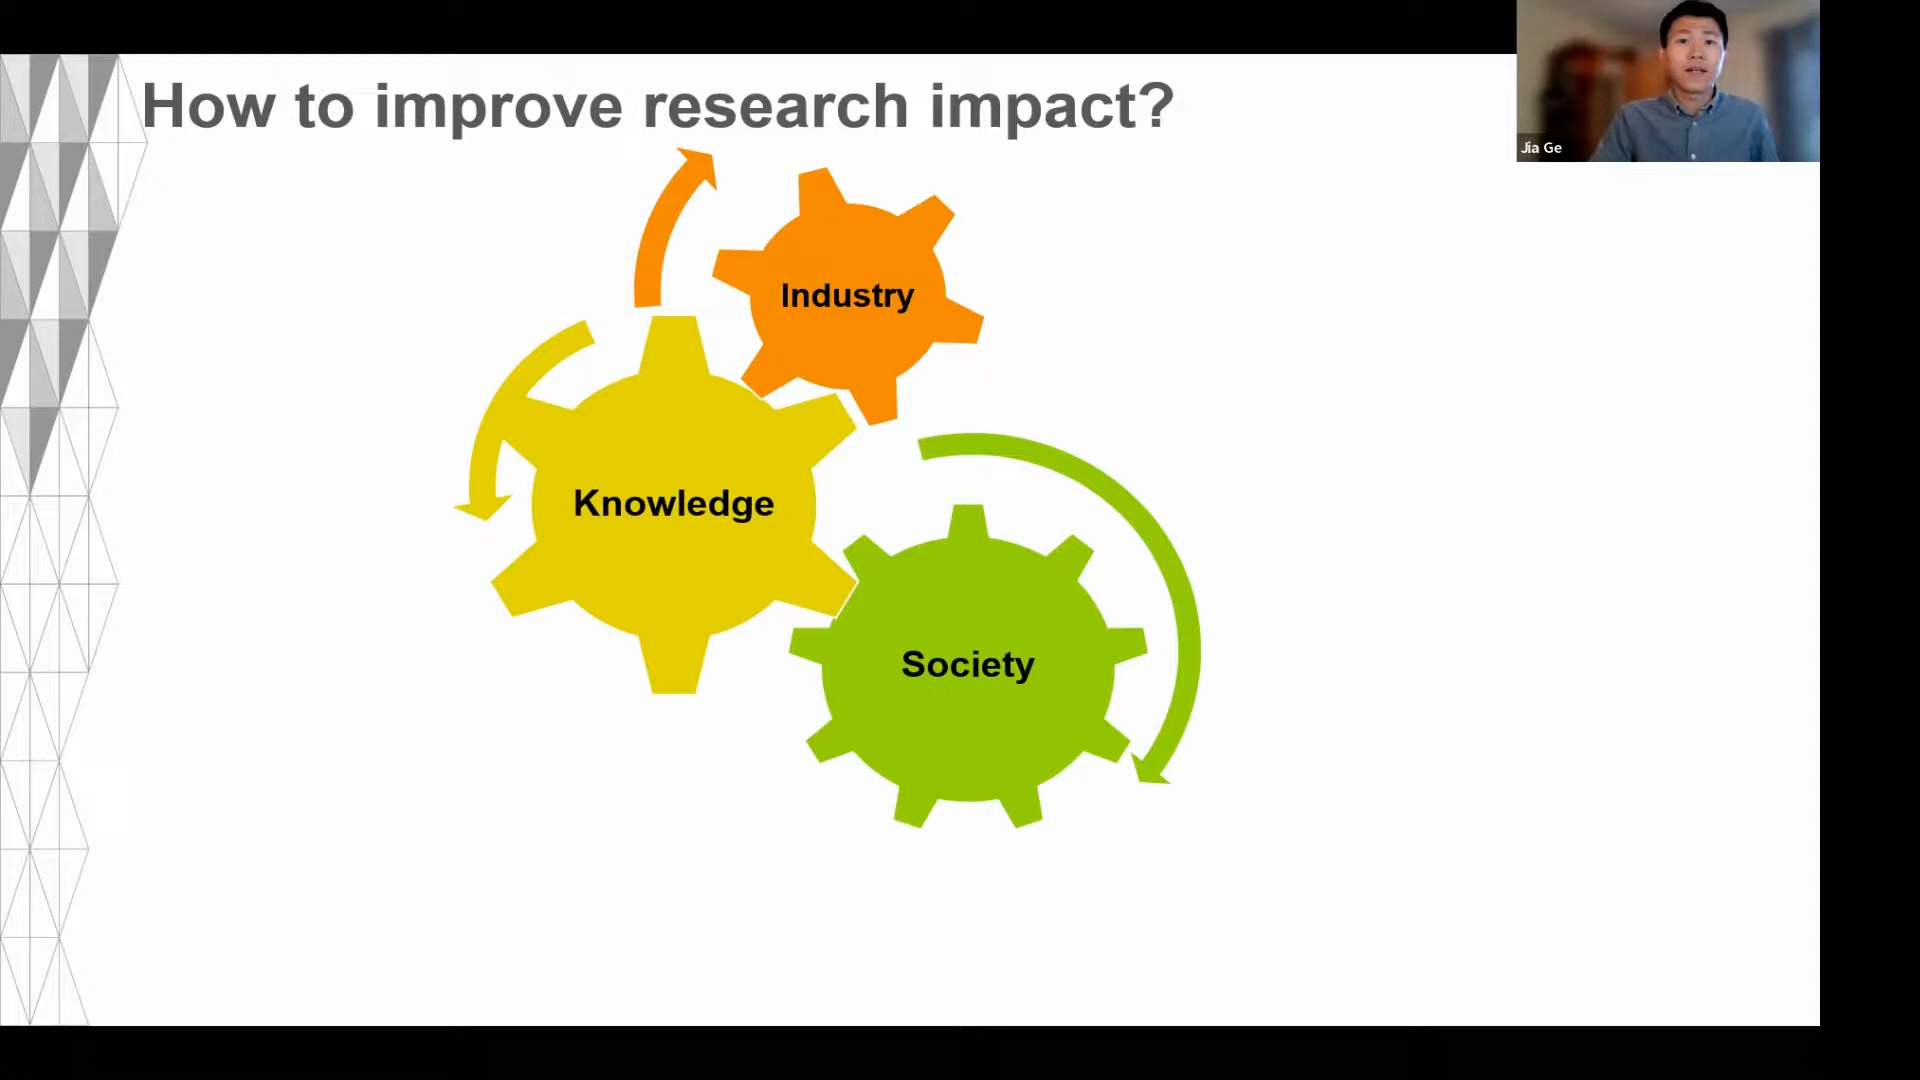 How to improve research impact?
Jia Ge
Industry
Knowledge
Society